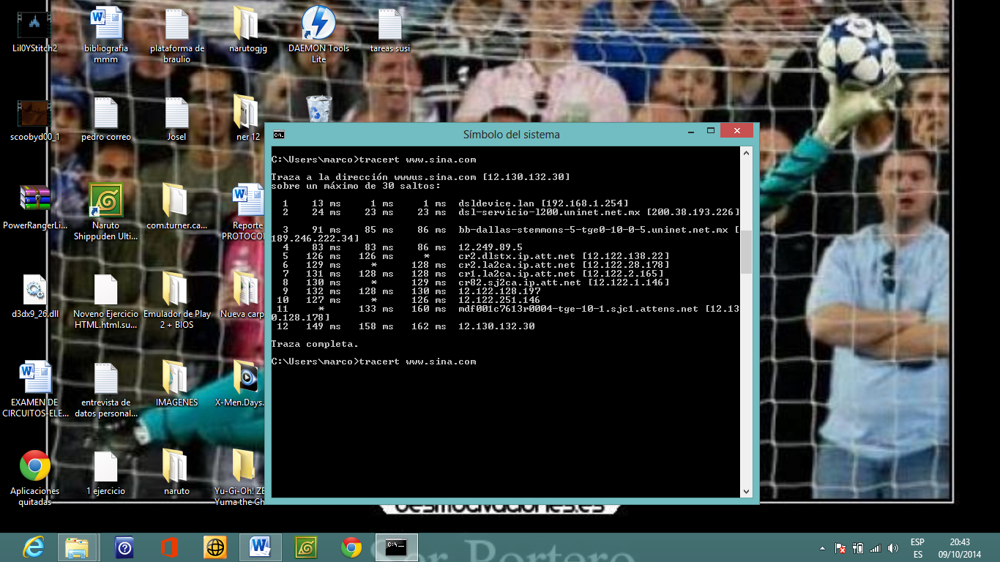 Lil0YStitch2
bibliografia
mmm
plataforma de
braulio
narutogjg
DAEMON Tools
Lite
tareas susi
scoobyd00_1
pedro correo
Josel
ner 12
PowerRangerLi...
Naruto
Shippuden Ulti...
com.turner.ca...
Reporte
PROTOCOL
d3dx9_26.dll
Noveno Ejercicio
HTML.html.su...
Emulador de Play
2 + BIOS
Nueva carp
EXAMEN DE
CIRCUITOS-ELE...
entrevista de
datos personal...
IMAGENES
X-Men.Days.
Aplicaciones
quitadas
1 ejercicio
naruto
Yu-Gi-Oh! ZE
Yuma-the-Ch
Símbolo del sistema
C:\Users\marco>tracert www.sina.com
Traza a la dirección wwwus.sina.com [12.130.132.30]
sobre un máximo de 30 saltos:
1 13 ms 1 ms 1 ms dsldevice.lan [192.168.1.254]
2 24 ms 23 ms 23 ms dsl-servicio-l200.uninet.net.mx [200.38.193.226]
3 91 ms 85 ms 86 ms bb-dallas-stemmons-5-tge0-10-0-5.uninet.net.mx [
189.246.222.34]
4 83 ms 83 ms 86 ms 12.249.89.5
5 126 ms 126 ms * cr2.dlstx.ip.att.net [12.122.138.22]
6 129 ms * 128 ms cr2.la2ca.ip.att.net [12.122.28.178]
7 131 ms 128 ms 128 ms cr1.la2ca.ip.att.net [12.122.2.165]
8 130 ms * 129 ms cr82.sj2ca.ip.att.net [12.122.1.146]
9 132 ms 128 ms 130 ms 12.122.128.197
10 127 ms * 126 ms 12.122.251.146
11 * 133 ms 160 ms mdf001c7613r0004-tge-10-1.sjc1.attens.net [12.13
0.128.178]
12 149 ms 158 ms 162 ms 12.130.132.30
Traza completa.
C:\Users\marco>tracert www.sina.com
desmotivaciones.es
Ser Portero
ESP
ES
20:43
09/10/2014